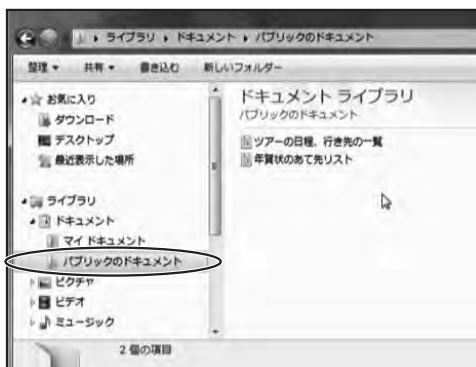 ライブラリ ▸ ドキュメント ▸ パブリックのドキュメント
整理 共有 書き込む 新しいフォルダー
お気に入り
ダウンロード
デスクトップ
最近表示した場所
ライブラリ
ドキュメント
マイ ドキュメント
パブリックのドキュメント
ピクチャ
ビデオ
ミュージック
ドキュメント ライブラリ
パブリックのドキュメント
ツアーの日程、行き先の一覧
年賀状のあて先リスト
2 個の項目